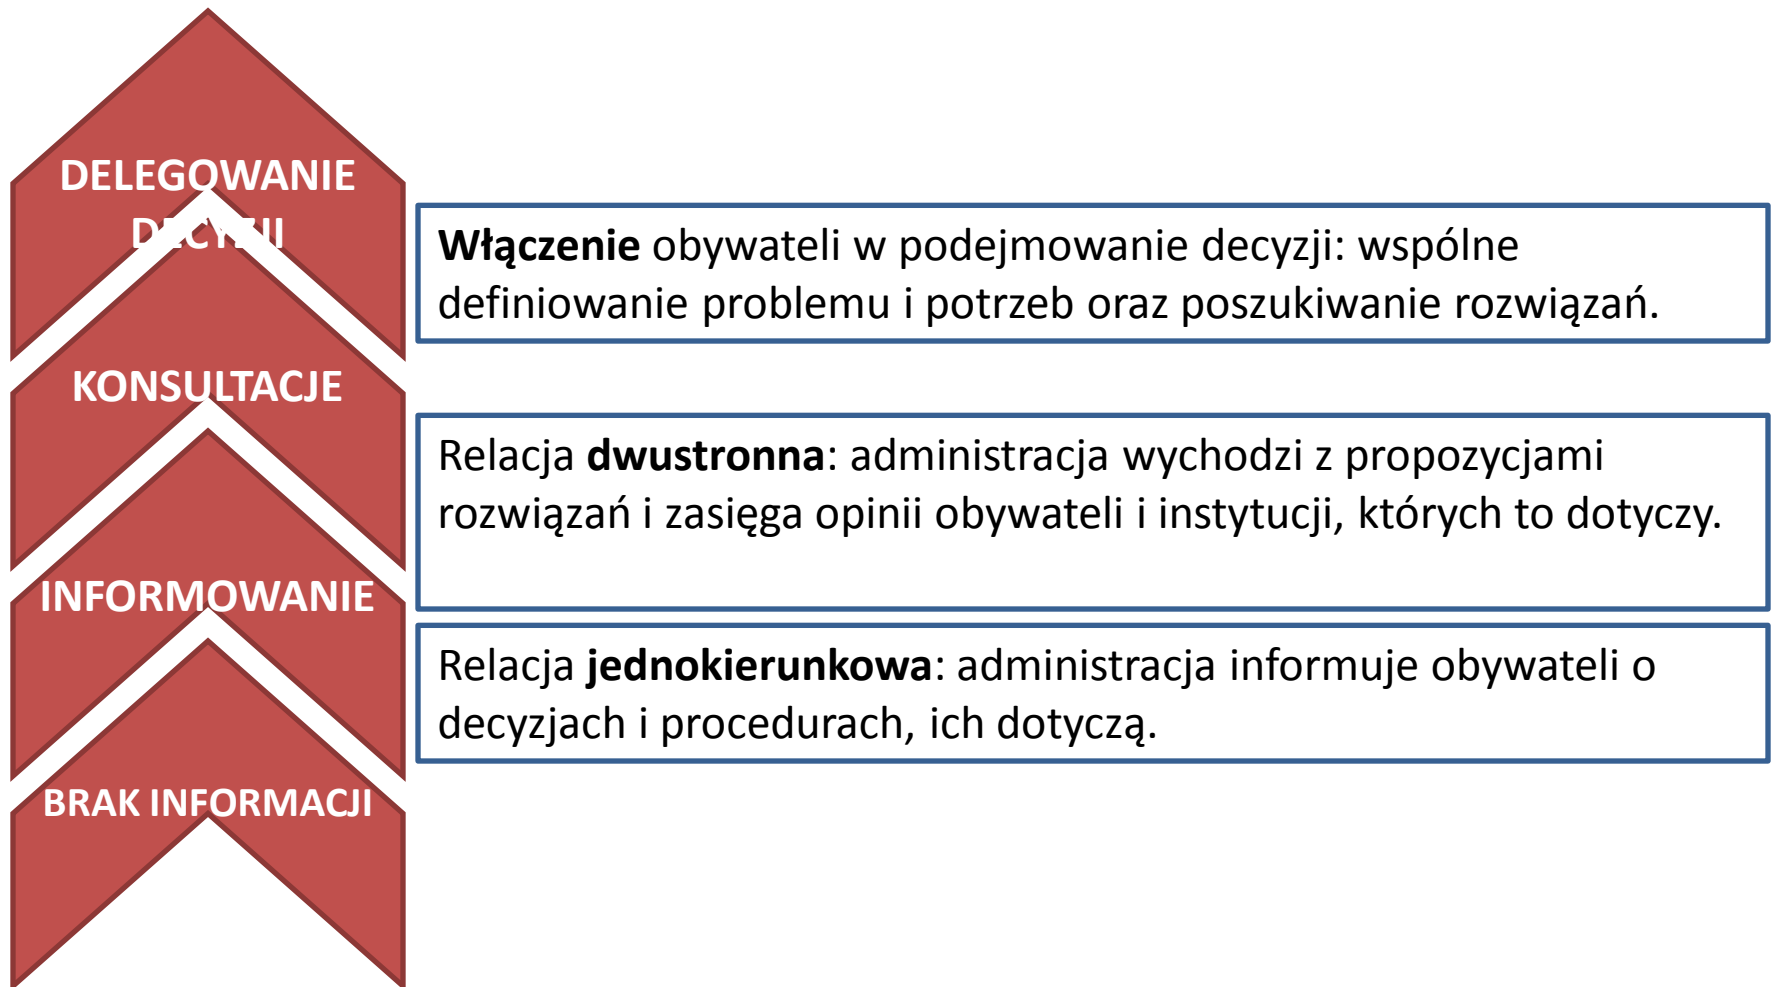 DELEGOWANIE
DECYZJI
Włączenie obywateli w podejmowanie decyzji: wspólne
definiowanie problemu i potrzeb oraz poszukiwanie rozwiązań.
KONSULTACJE
Relacja dwustronna: administracja wychodzi z propozycjami
rozwiązań i zasięga opinii obywateli i instytucji, których to dotyczy.
INFORMOWANIE
Relacja jednokierunkowa: administracja informuje obywateli o
decyzjach i procedurach, ich dotyczą.
BRAK INFORMACJI